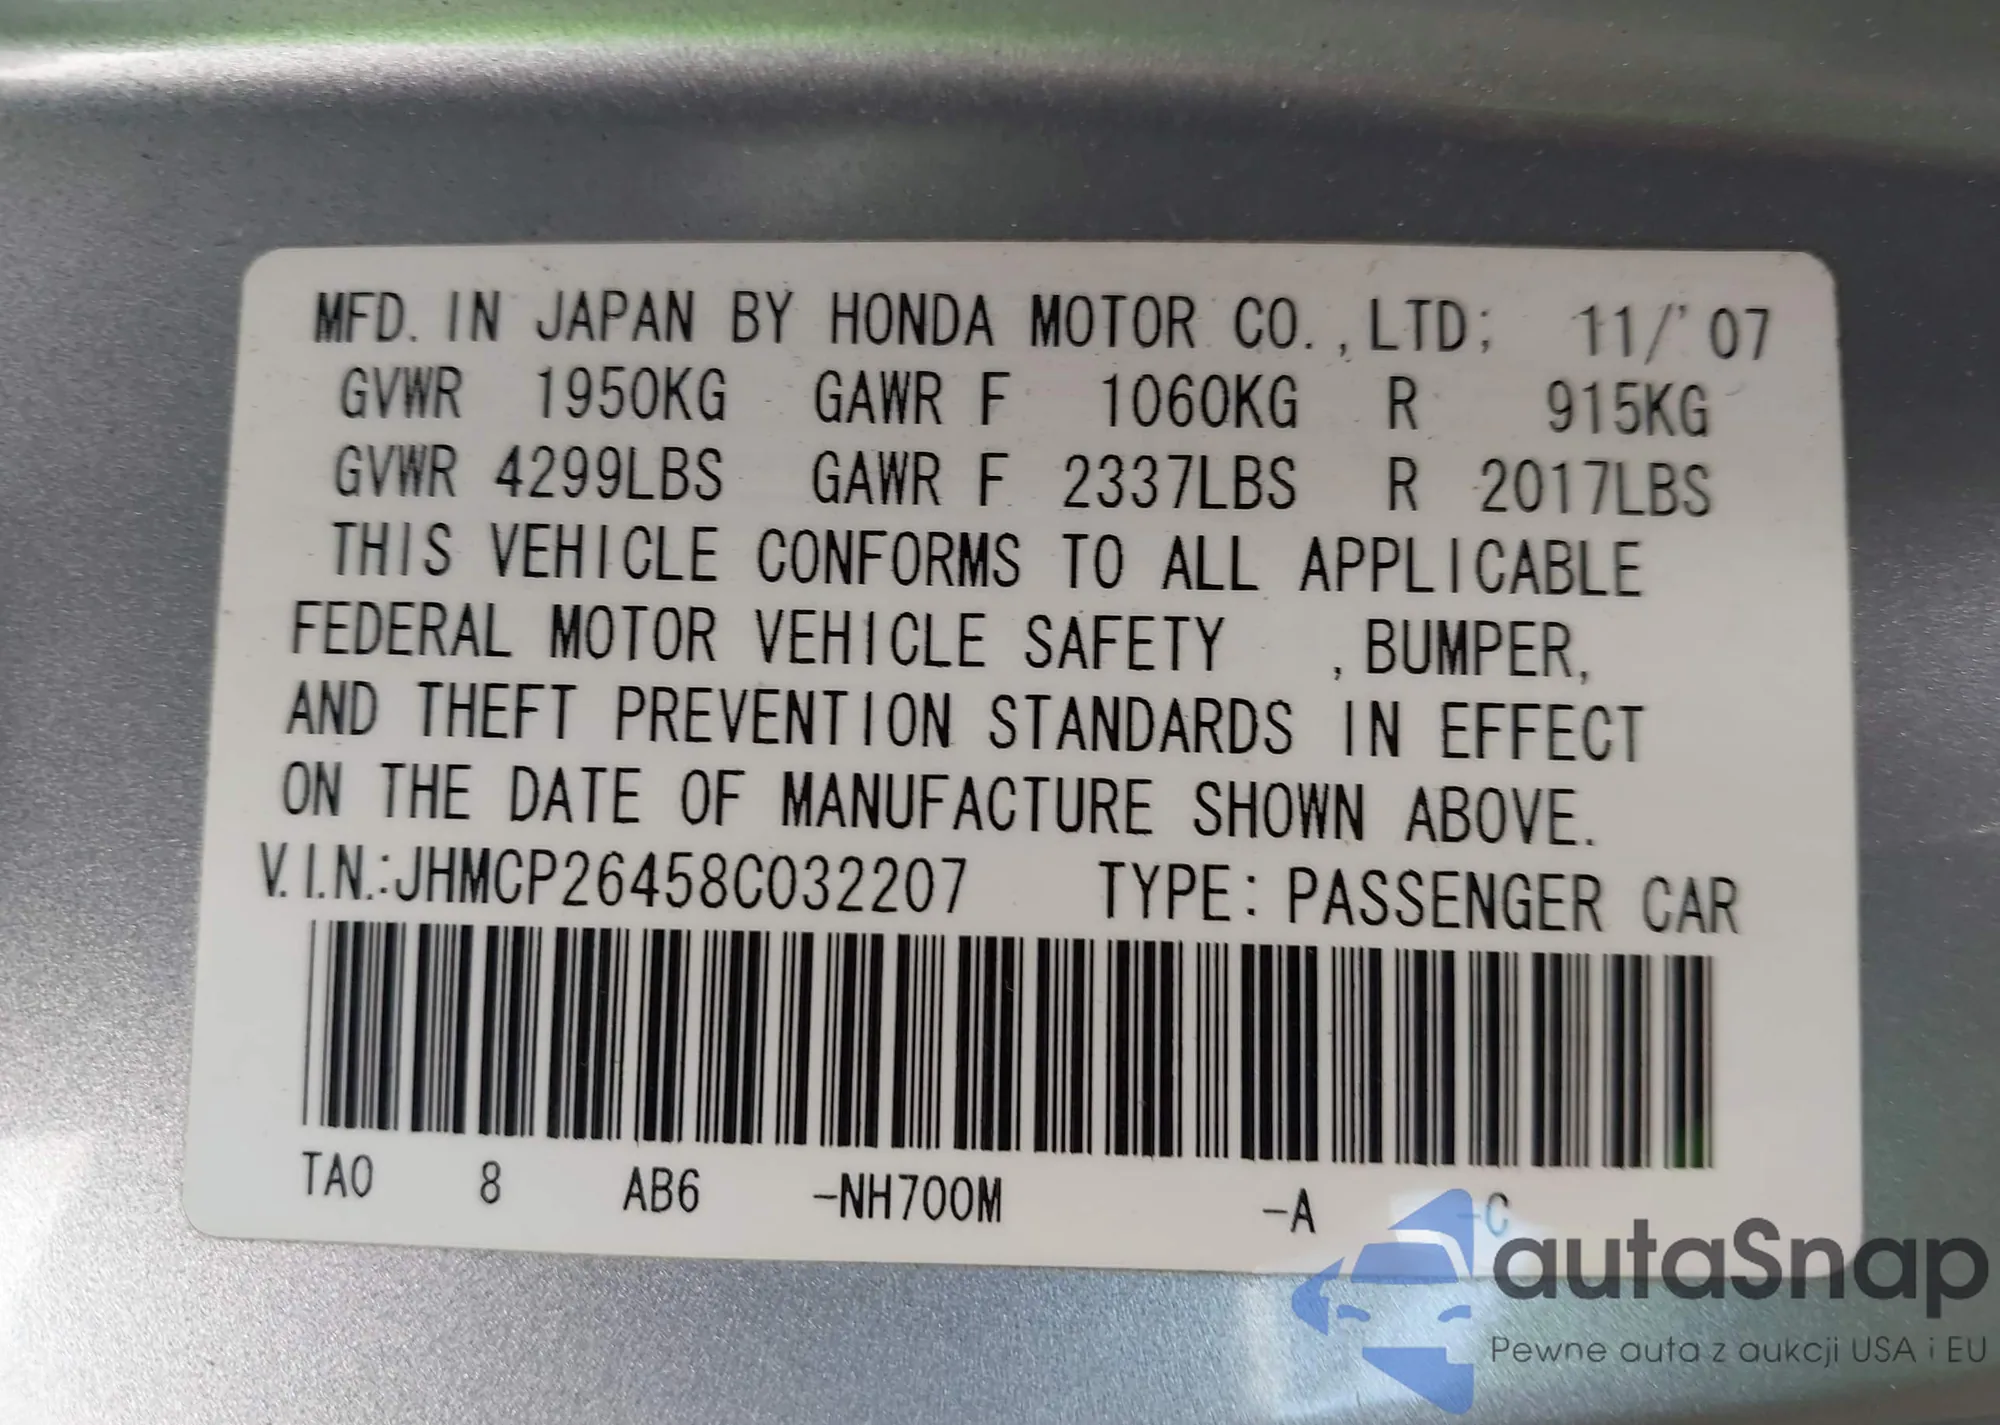 MFD. IN JAPAN BY HONDA MOTOR CO.,LTD; 11/'07
GVWR 1950KG GAWR F 1060KG R 915KG
GVWR 4299LBS GAWR F 2337LBS R 2017LBS
THIS VEHICLE CONFORMS TO ALL APPLICABLE
FEDERAL MOTOR VEHICLE SAFETY ,BUMPER,
AND THEFT PREVENTION STANDARDS IN EFFECT
ON THE DATE OF MANUFACTURE SHOWN ABOVE.
V.I.N.:JHMCP26458C032207 TYPE: PASSENGER CAR
TA0 8 AB6 -NH700M -A -C
autaSnap
Pewne auta z aukcji USA i EU